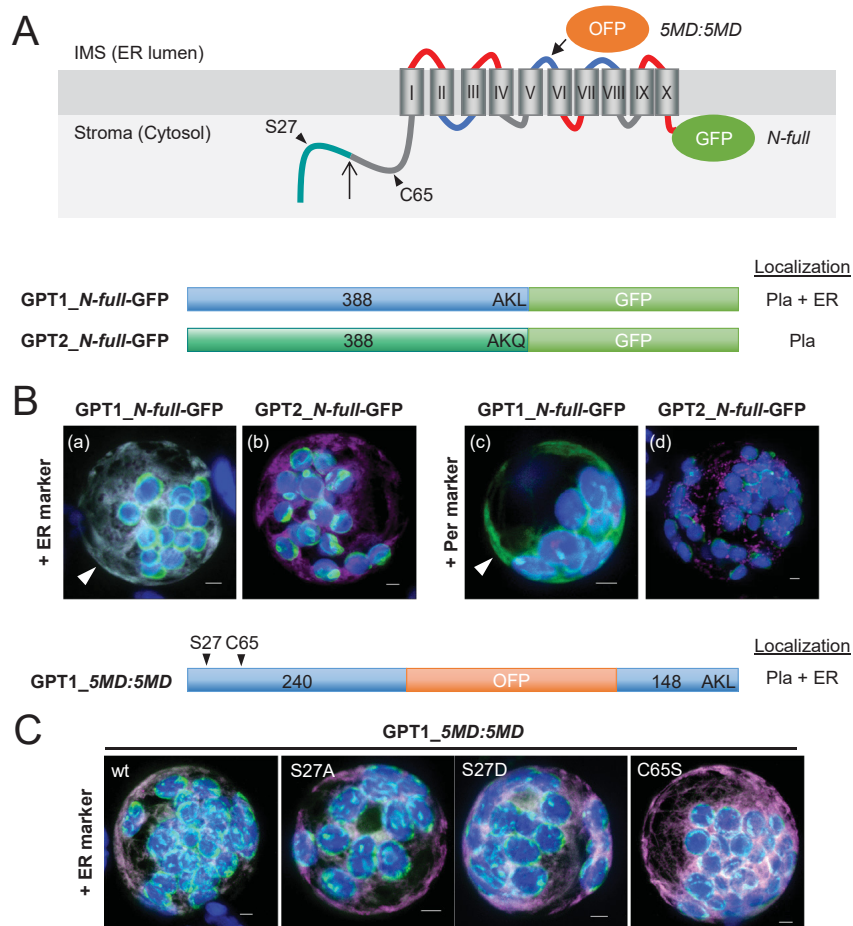 A
IMS (ER lumen)
OFP
5MD:5MD
I II III IV V VI VII VIII IX X
Stroma (Cytosol)
S27
GFP
N-full
C65
Localization
GPT1_N-full-GFP
388 AKL GFP
Pla + ER
GPT2_N-full-GFP
388 AKQ GFP
Pla
B
GPT1_N-full-GFP GPT2_N-full-GFP GPT1_N-full-GFP GPT2_N-full-GFP
+ ER marker
(a) (b)
+ Per marker
(c) (d)
S27 C65
Localization
GPT1_5MD:5MD
240 OFP 148 AKL
Pla + ER
C
GPT1_5MD:5MD
+ ER marker
wt S27A S27D C65S